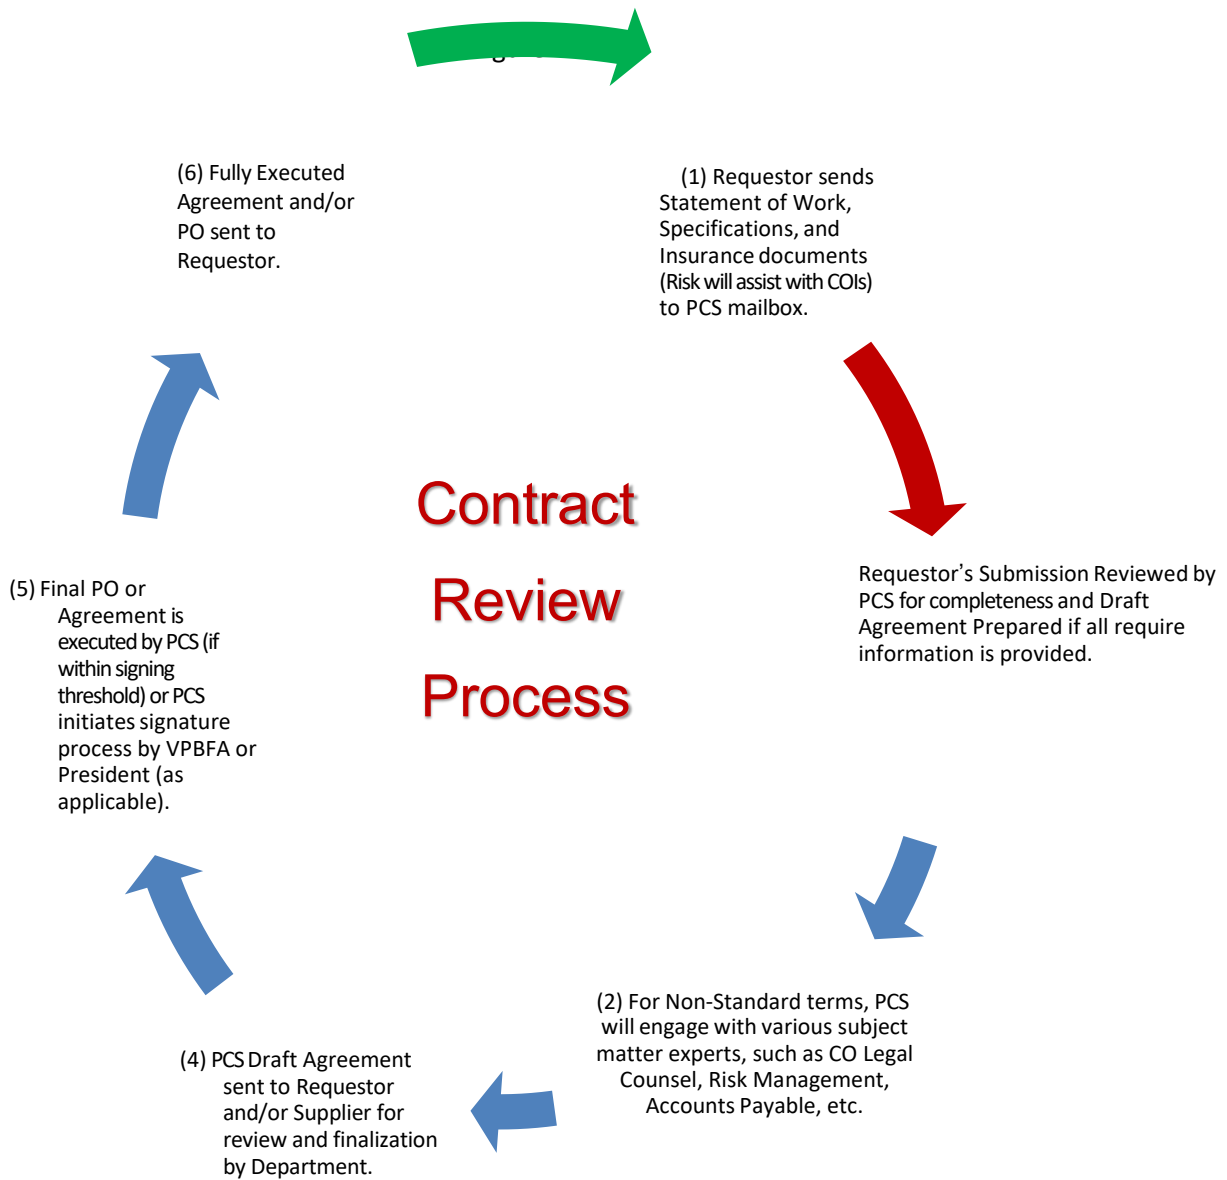 (1) Requestor sends
Statement of Work,
Specifications, and
Insurance documents
(Risk will assist with COIs)
to PCS mailbox.
Requestor’s Submission Reviewed by
PCS for completeness and Draft
Agreement Prepared if all require
information is provided.
(2) For Non-Standard terms, PCS
will engage with various subject
matter experts, such as CO Legal
Counsel, Risk Management,
Accounts Payable, etc.
(4) PCS Draft Agreement
sent to Requestor
and/or Supplier for
review and finalization
by Department.
(5) Final PO or
Agreement is
executed by PCS (if
within signing
threshold) or PCS
initiates signature
process by VPBFA or
President (as
applicable).
(6) Fully Executed
Agreement and/or
PO sent to
Requestor.
Contract
Review
Process